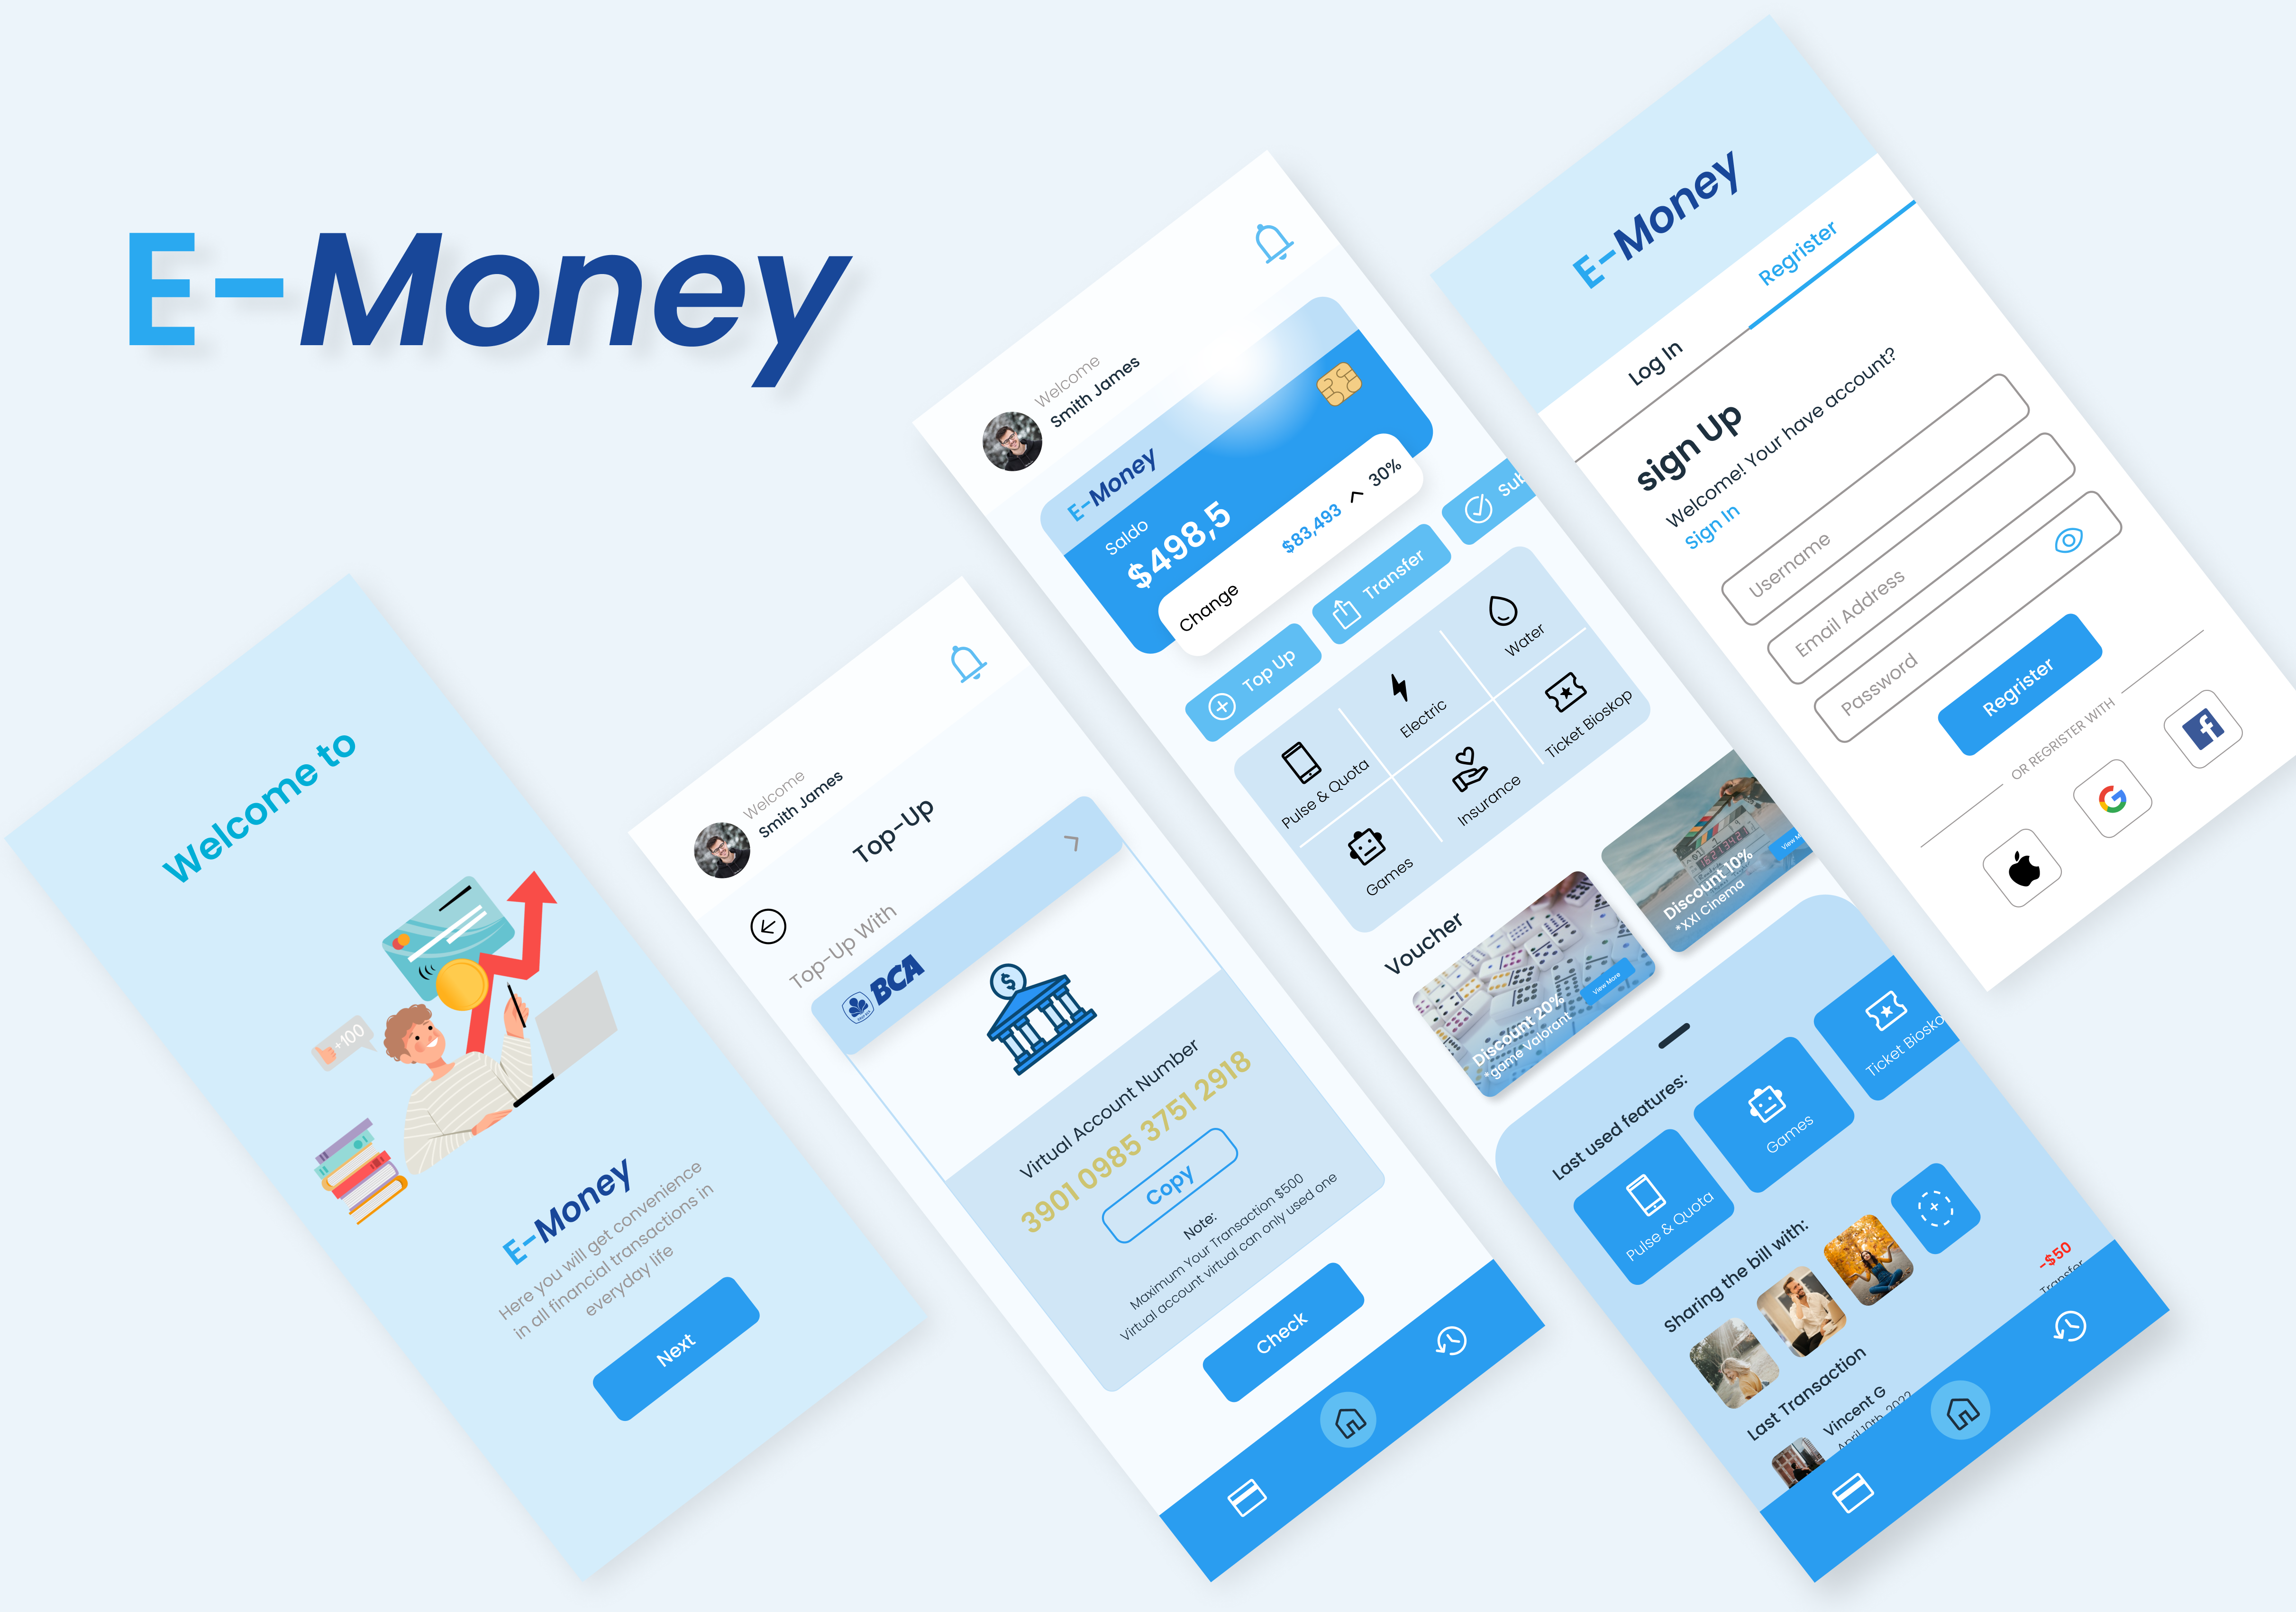 E-Money
Welcome to
+100
E-Money
Here you will get convenience
in all financial transactions in
everyday life
Next
Welcome
Smith James
Top-Up
Top-Up With
BCA
Virtual Account Number
3901 0985 3751 2918
Copy
Note:
Maximum Your Transaction $500
Virtual account virtual can only used one
Check
Welcome
Smith James
E-Money
Saldo
$498,5
Change
$83,493
30%
Top Up
Transfer
Sub
Pulse & Quota
Electric
Water
Games
Insurance
Ticket Bioskop
Voucher
Discount 20%
*game Valorant
View More
Discount 10%
*XXI Cinema
View M
Last used features:
Pulse & Quota
Games
Ticket Biosko
Sharing the bill with:
Last Transaction
Vincent G
April 10th, 2022
-$50
Transfer
E-Money
Log In
Regrister
sign Up
Welcome! Your have account?
Sign In
Username
Email Address
Password
Regrister
OR REGRISTER WITH